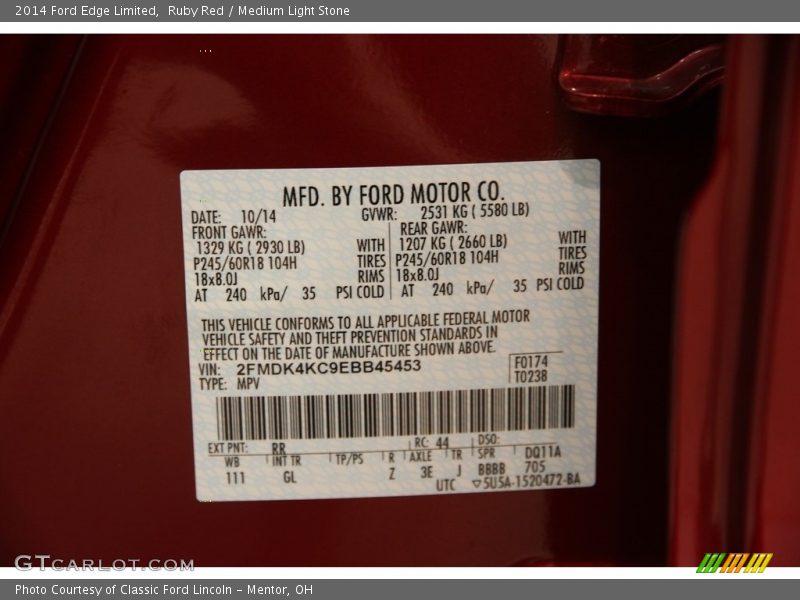 2014 Ford Edge Limited, Ruby Red / Medium Light Stone
MFD. BY FORD MOTOR CO.
DATE: 10/14 GVWR: 2531 KG ( 5580 LB)
FRONT GAWR: REAR GAWR:
1329 KG ( 2930 LB) WITH 1207 KG ( 2660 LB) WITH
P245/60R18 104H TIRES P245/60R18 104H TIRES
18x8.0J RIMS 18x8.0J RIMS
AT 240 kPa/ 35 PSI COLD AT 240 kPa/ 35 PSI COLD
THIS VEHICLE CONFORMS TO ALL APPLICABLE FEDERAL MOTOR
VEHICLE SAFETY AND THEFT PREVENTION STANDARDS IN
EFFECT ON THE DATE OF MANUFACTURE SHOWN ABOVE.
VIN: 2FMDK4KC9EBB45453 F0174
TYPE: MPV T0238
EXT PNT: RR RC: 44 DSO:
WB INT TR TP/PS R AXLE TR SPR DQ11A
111 GL Z 3E J BBBB 705
UTC ▽5U5A-1520472-BA
GTCARLOT.COM
Photo Courtesy of Classic Ford Lincoln - Mentor, OH